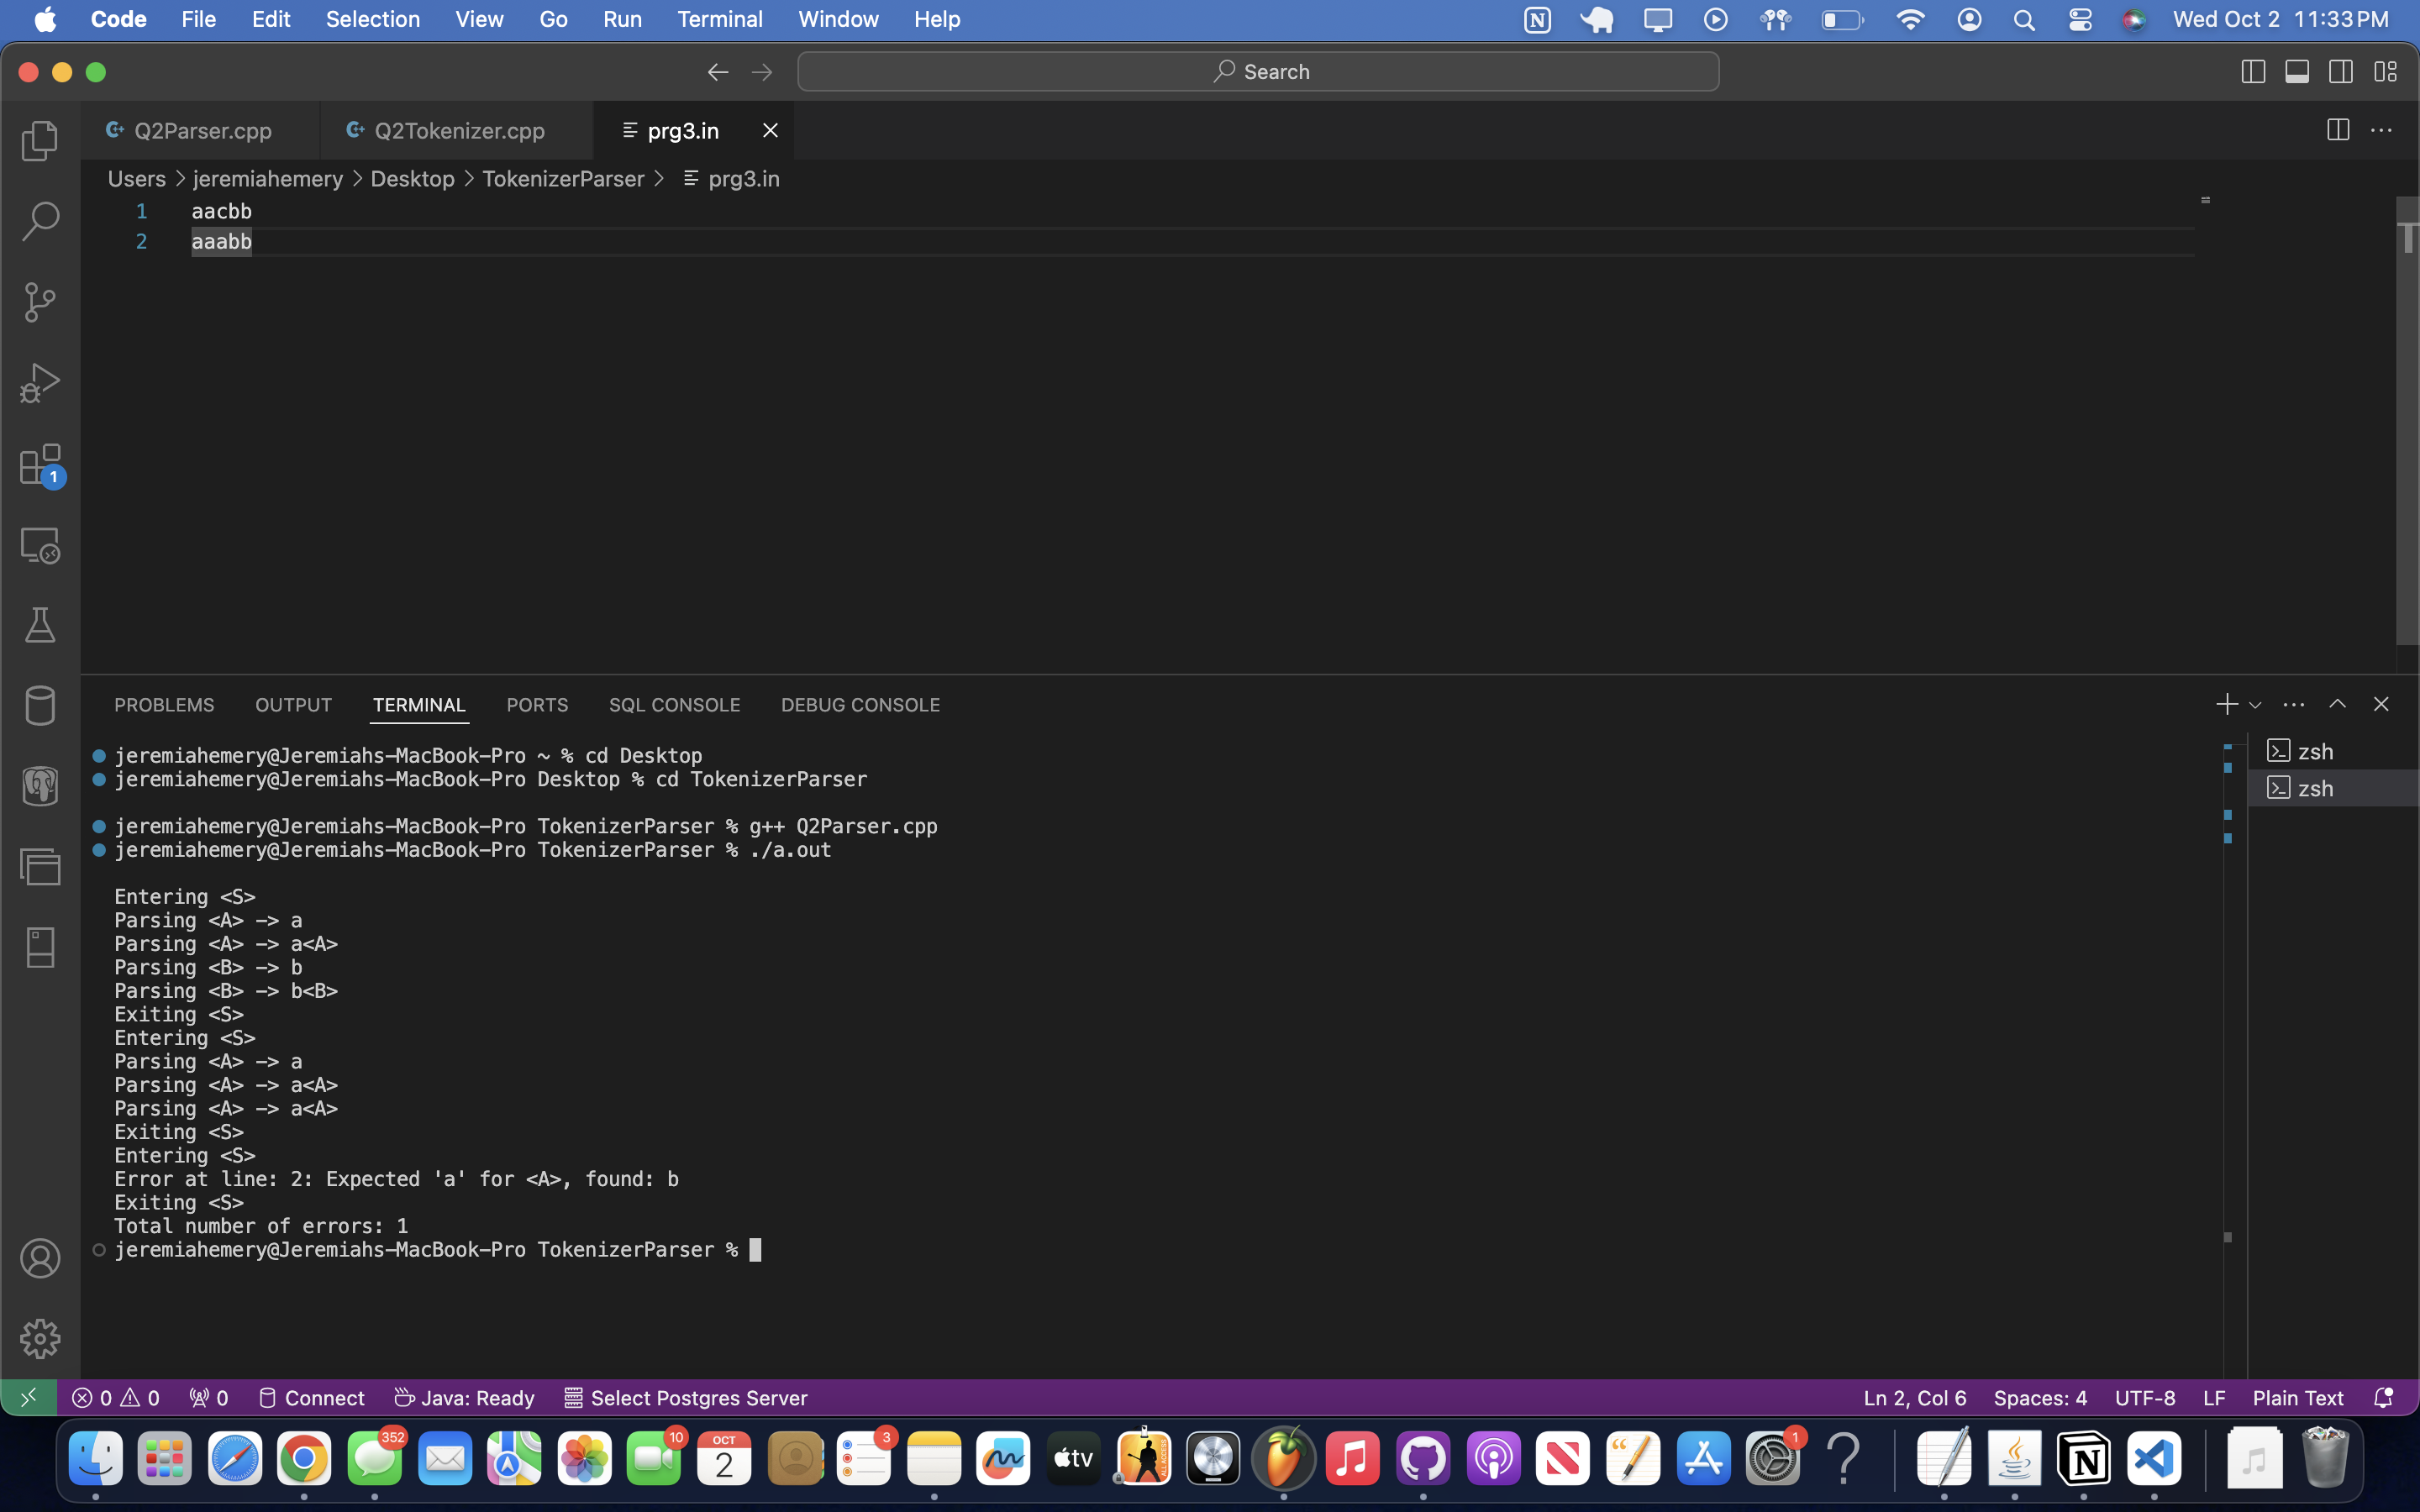 Code File Edit Selection View Go Run Terminal Window Help Wed Oct 2 11:33 PM
Search
Q2Parser.cpp Q2Tokenizer.cpp prg3.in
Users > jeremiahemery > Desktop > TokenizerParser > prg3.in
1 aacbb
2 aaabb
1
PROBLEMS OUTPUT TERMINAL PORTS SQL CONSOLE DEBUG CONSOLE
zsh
zsh
jeremiahemery@Jeremiahs-MacBook-Pro ~ % cd Desktop
jeremiahemery@Jeremiahs-MacBook-Pro Desktop % cd TokenizerParser
jeremiahemery@Jeremiahs-MacBook-Pro TokenizerParser % g++ Q2Parser.cpp
jeremiahemery@Jeremiahs-MacBook-Pro TokenizerParser % ./a.out
Entering <S>
Parsing <A> -> a
Parsing <A> -> a<A>
Parsing <B> -> b
Parsing <B> -> b<B>
Exiting <S>
Entering <S>
Parsing <A> -> a
Parsing <A> -> a<A>
Parsing <A> -> a<A>
Exiting <S>
Entering <S>
Error at line: 2: Expected 'a' for <A>, found: b
Exiting <S>
Total number of errors: 1
jeremiahemery@Jeremiahs-MacBook-Pro TokenizerParser %
0 0 0 Connect Java: Ready Select Postgres Server Ln 2, Col 6 Spaces: 4 UTF-8 LF Plain Text
352 10 OCT 2 3 tv 1